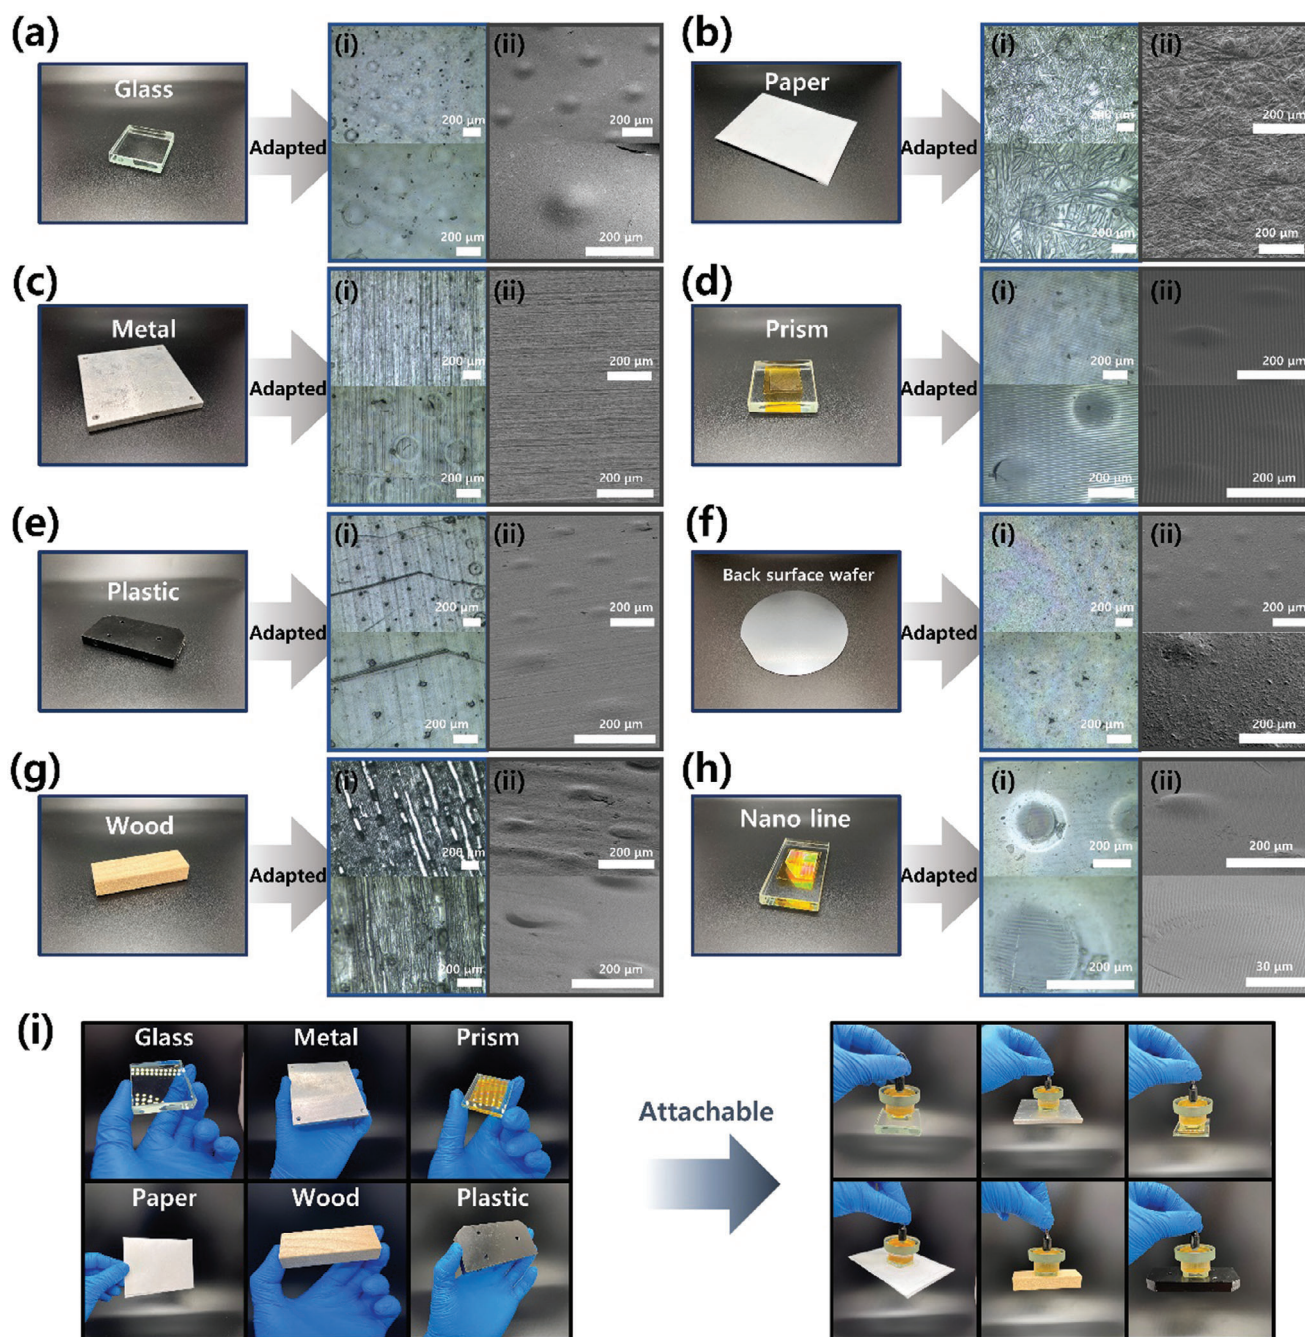 (a)
Glass
Adapted
(i)
200 µm
200 µm
(ii)
200 µm
200 µm
(b)
Paper
Adapted
(i)
200 µm
200 µm
(ii)
200 µm
200 µm
(c)
Metal
Adapted
(i)
200 µm
200 µm
(ii)
200 µm
200 µm
(d)
Prism
Adapted
(i)
200 µm
200 µm
(ii)
200 µm
200 µm
(e)
Plastic
Adapted
(i)
200 µm
200 µm
(ii)
200 µm
200 µm
(f)
Back surface wafer
Adapted
(i)
200 µm
200 µm
(ii)
200 µm
200 µm
(g)
Wood
Adapted
(i)
200 µm
200 µm
(ii)
200 µm
200 µm
(h)
Nano line
Adapted
(i)
200 µm
200 µm
(ii)
200 µm
30 µm
(i)
Glass
Metal
Prism
Paper
Wood
Plastic
Attachable